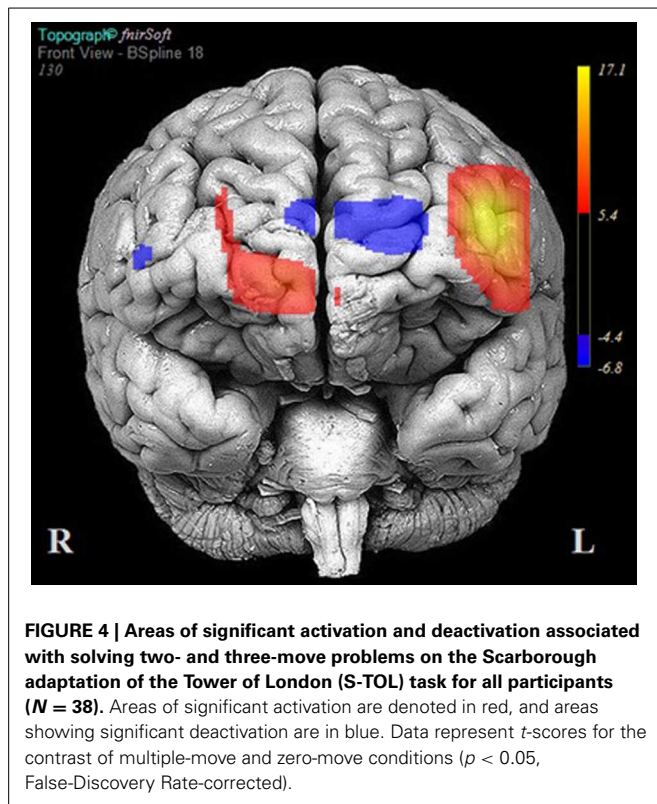 Topograph© fnirSoft
Front View - BSpline 18
130
17.1
5.4
-4.4
-6.8
R
L
FIGURE 4 | Areas of significant activation and deactivation associated
with solving two- and three-move problems on the Scarborough
adaptation of the Tower of London (S-TOL) task for all participants
(N = 38). Areas of significant activation are denoted in red, and areas
showing significant deactivation are in blue. Data represent t-scores for the
contrast of multiple-move and zero-move conditions (p < 0.05,
False-Discovery Rate-corrected).